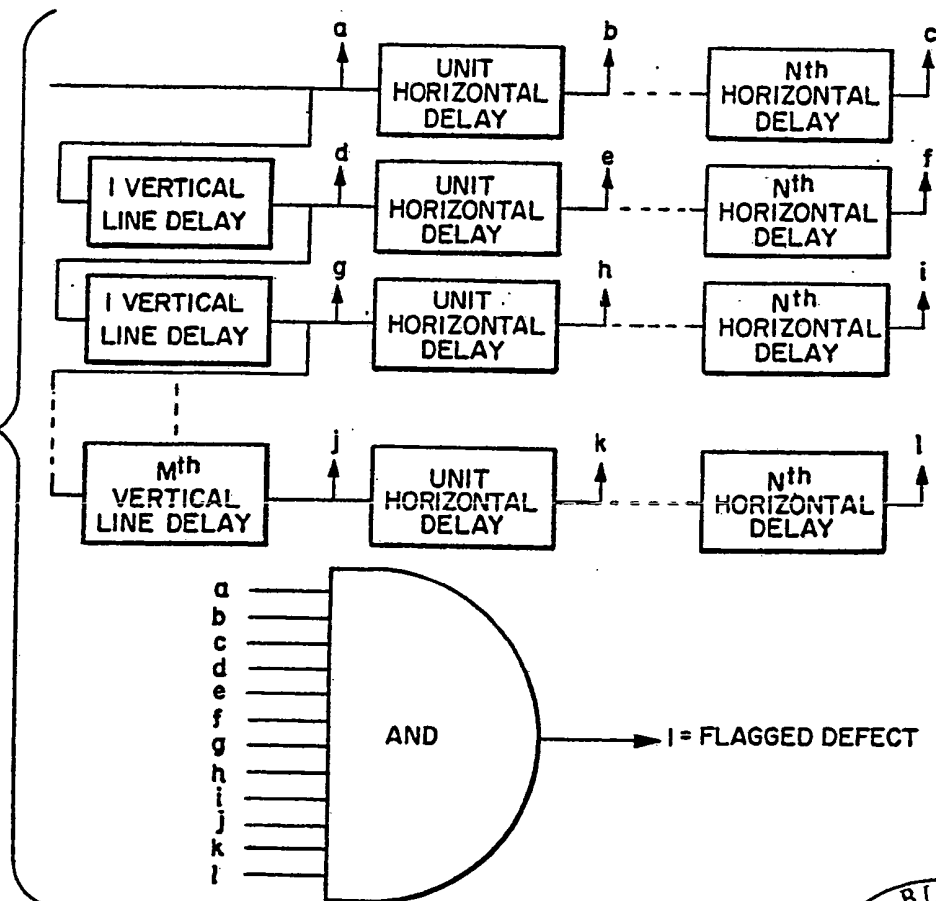 a
b
c
UNIT
HORIZONTAL
DELAY
Nth
HORIZONTAL
DELAY
d
e
f
1 VERTICAL
LINE DELAY
UNIT
HORIZONTAL
DELAY
Nth
HORIZONTAL
DELAY
g
h
i
1 VERTICAL
LINE DELAY
UNIT
HORIZONTAL
DELAY
Nth
HORIZONTAL
DELAY
j
k
l
Mth
VERTICAL
LINE DELAY
UNIT
HORIZONTAL
DELAY
Nth
HORIZONTAL
DELAY
a
b
c
d
e
f
g
h
i
j
k
l
AND
1 = FLAGGED DEFECT